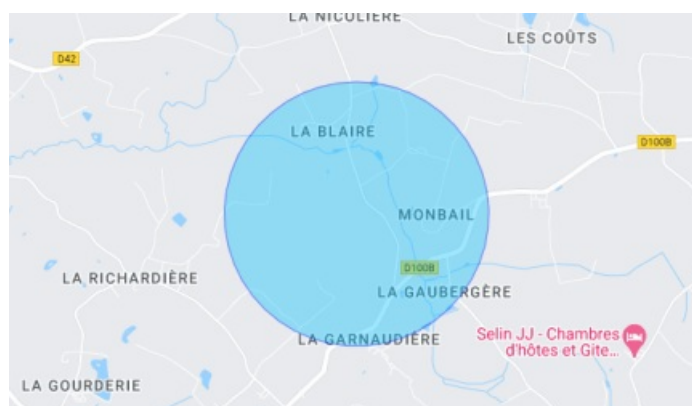 LA NICOLIÈRE
LES COÛTS
D42
LA BLAIRE
D100B
MONBAIL
D100B
LA RICHARDIÈRE
LA GAUBERGÈRE
LA GARNAUDIÈRE
Selin JJ - Chambres
d'hôtes et Gite...
LA GOURDERIE